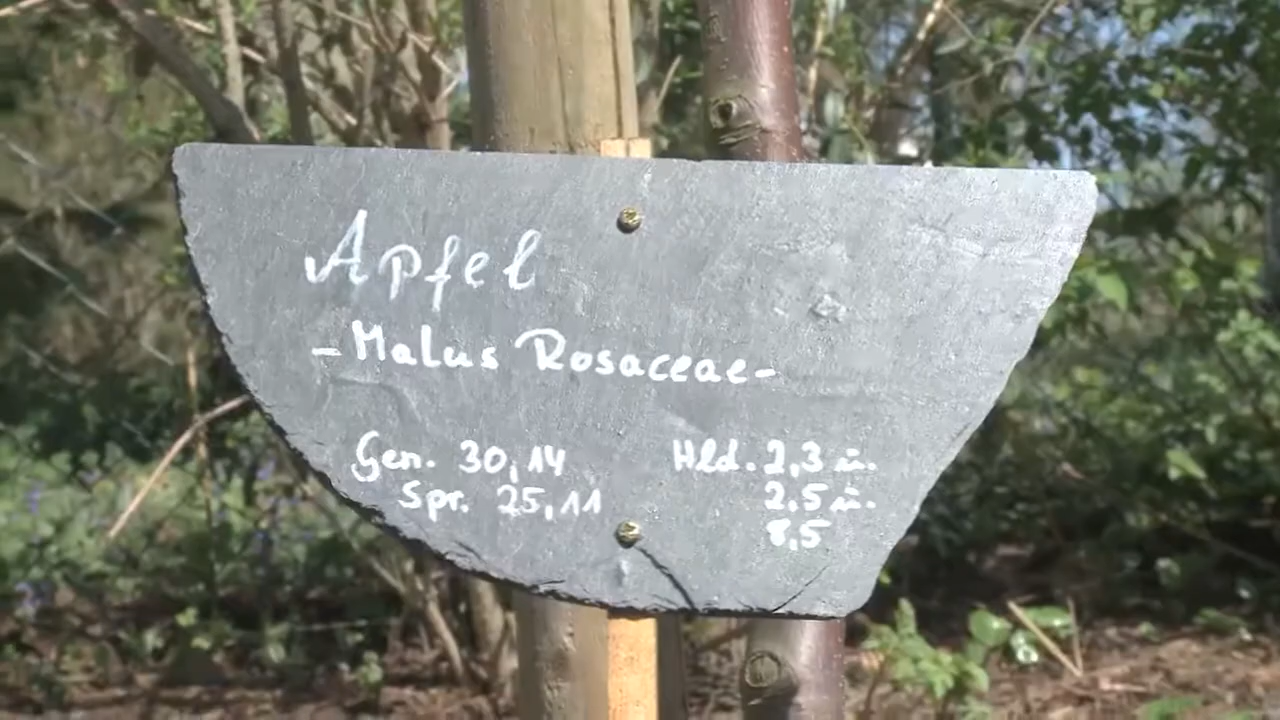 Apfel
-Malus Rosaceae-
Gen. 30,14
Spr. 25,11
Hld. 2,3 u.
2,5 u.
8,5